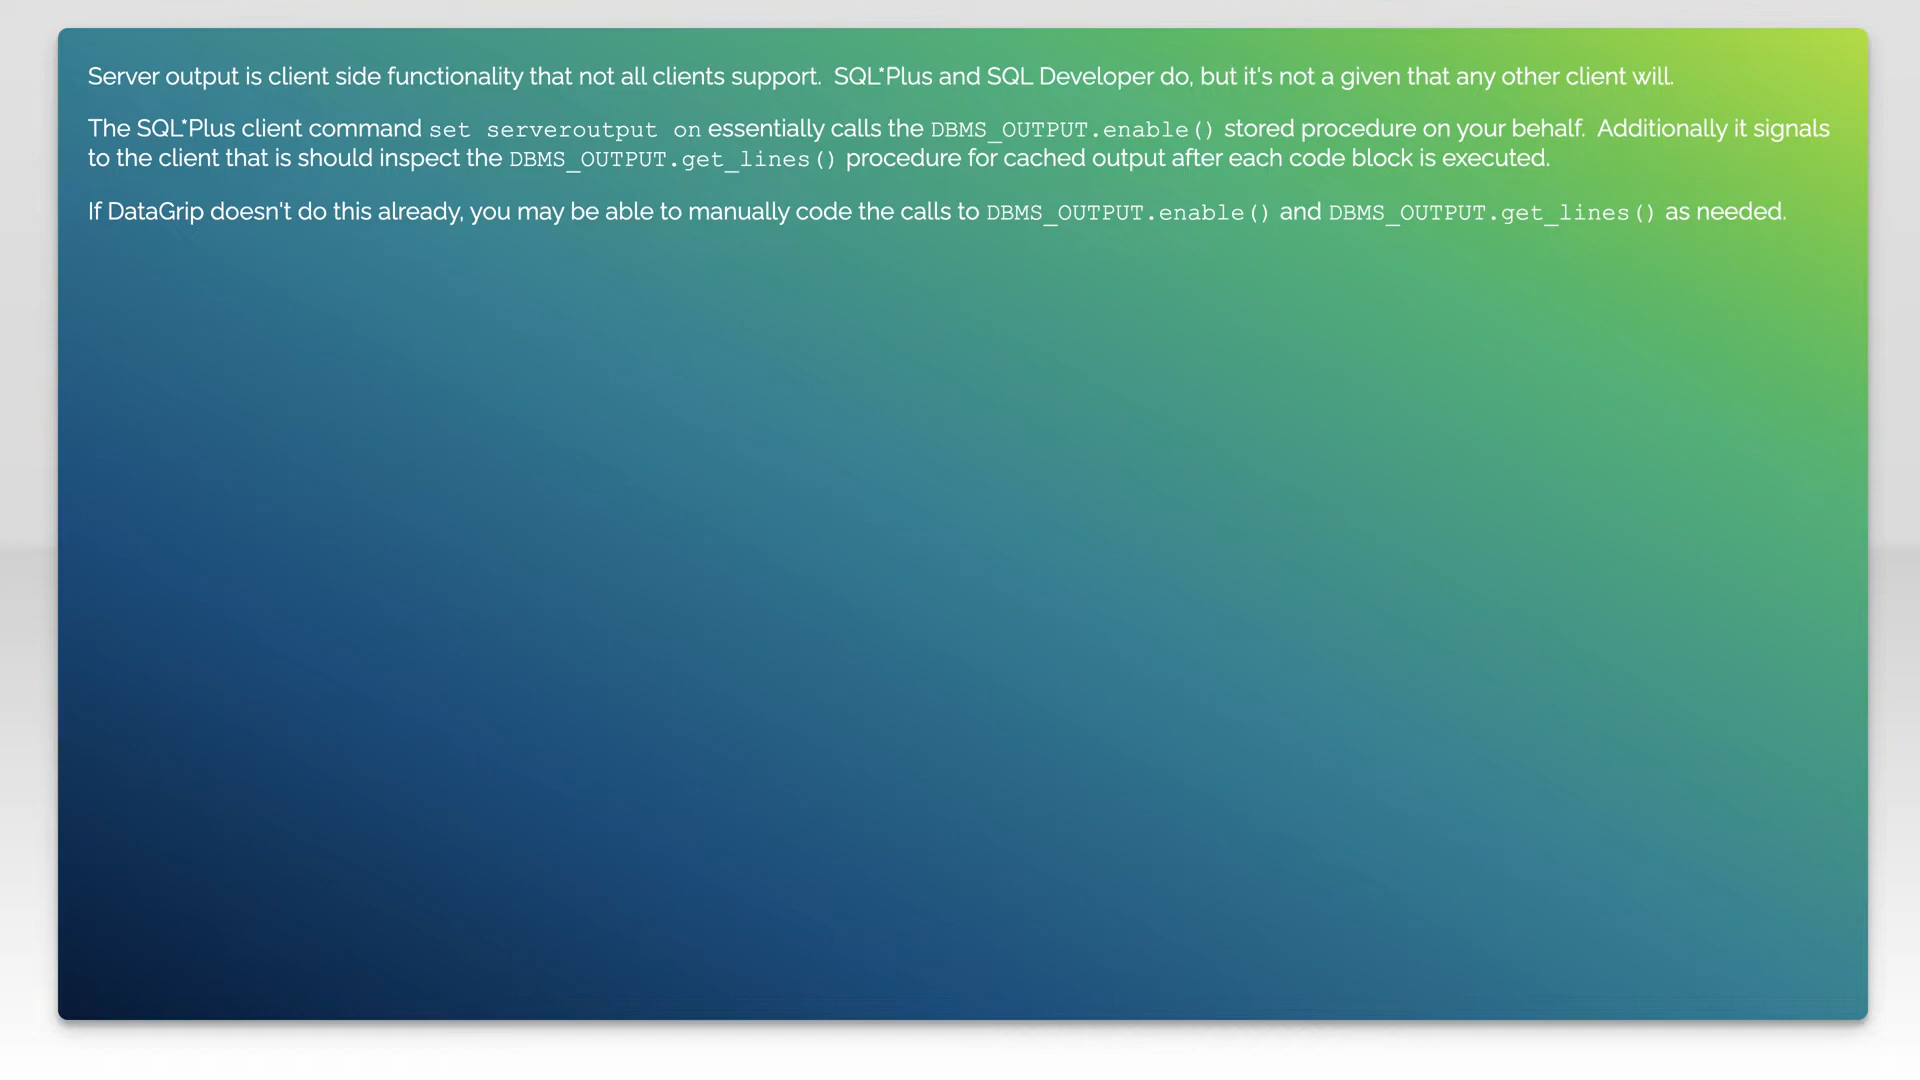 Server output is client side functionality that not all clients support.  SQL*Plus and SQL Developer do, but it's not a given that any other client will.
The SQL*Plus client command set serveroutput on essentially calls the DBMS_OUTPUT.enable() stored procedure on your behalf.  Additionally it signals
to the client that is should inspect the DBMS_OUTPUT.get_lines() procedure for cached output after each code block is executed.
If DataGrip doesn't do this already, you may be able to manually code the calls to DBMS_OUTPUT.enable() and DBMS_OUTPUT.get_lines() as needed.